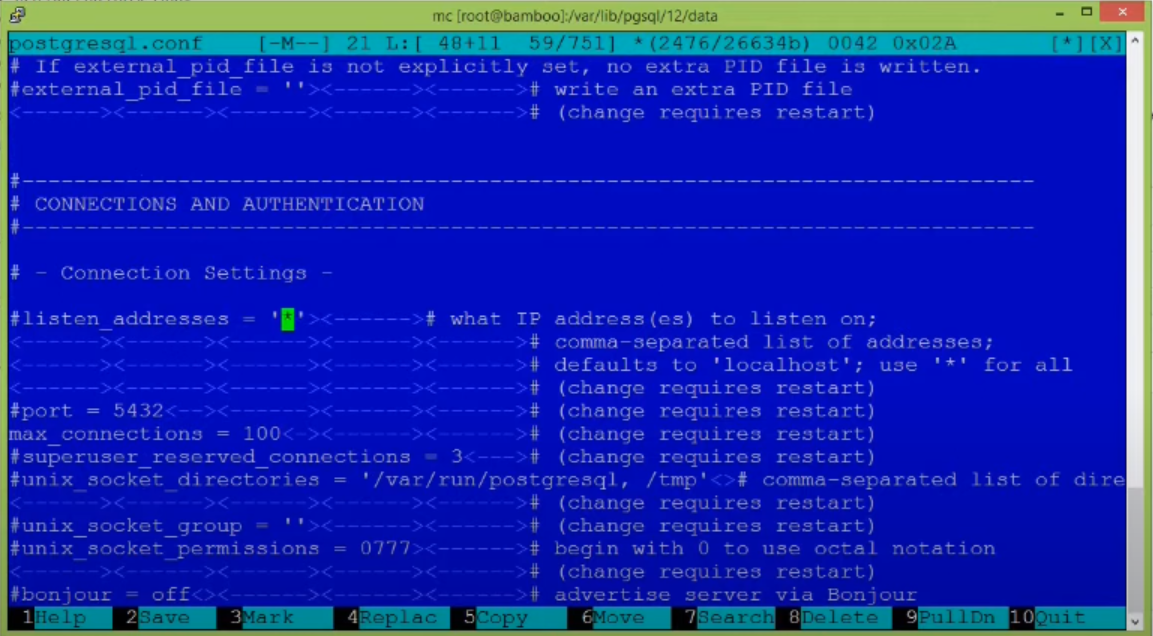 mc [root@bamboo]:/var/lib/pgsql/12/data
postgresql.conf [-M--] 21 L:[ 48+11 59/751] *(2476/26634b) 0042 0x02A [*][X]
# If external_pid_file is not explicitly set, no extra PID file is written.
#external_pid_file = ''><------><------># write an extra PID file
<------><------><------><------><------># (change requires restart)
#------------------------------------------------------------------------------
# CONNECTIONS AND AUTHENTICATION
#------------------------------------------------------------------------------
# - Connection Settings -
#listen_addresses = '*'><------># what IP address(es) to listen on;
<------><------><------><------><------># comma-separated list of addresses;
<------><------><------><------><------># defaults to 'localhost'; use '*' for all
<------><------><------><------><------># (change requires restart)
#port = 5432<--><------><------><------># (change requires restart)
max_connections = 100<-><------><------># (change requires restart)
#superuser_reserved_connections = 3<---># (change requires restart)
#unix_socket_directories = '/var/run/postgresql, /tmp'<># comma-separated list of dire
<------><------><------><------><------># (change requires restart)
#unix_socket_group = ''><------><------># (change requires restart)
#unix_socket_permissions = 0777><------># begin with 0 to use octal notation
<------><------><------><------><------># (change requires restart)
#bonjour = off<><------><------><------># advertise server via Bonjour
1Help 2Save 3Mark 4Replac 5Copy 6Move 7Search 8Delete 9PullDn 10Quit